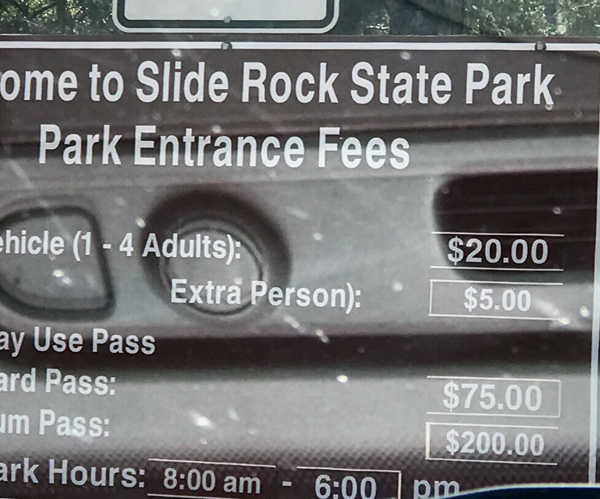 ome to Slide Rock State Park
Park Entrance Fees
ehicle (1 - 4 Adults): $20.00
Extra Person): $5.00
ay Use Pass
ard Pass: $75.00
um Pass: $200.00
ark Hours: 8:00 am - 6:00 pm